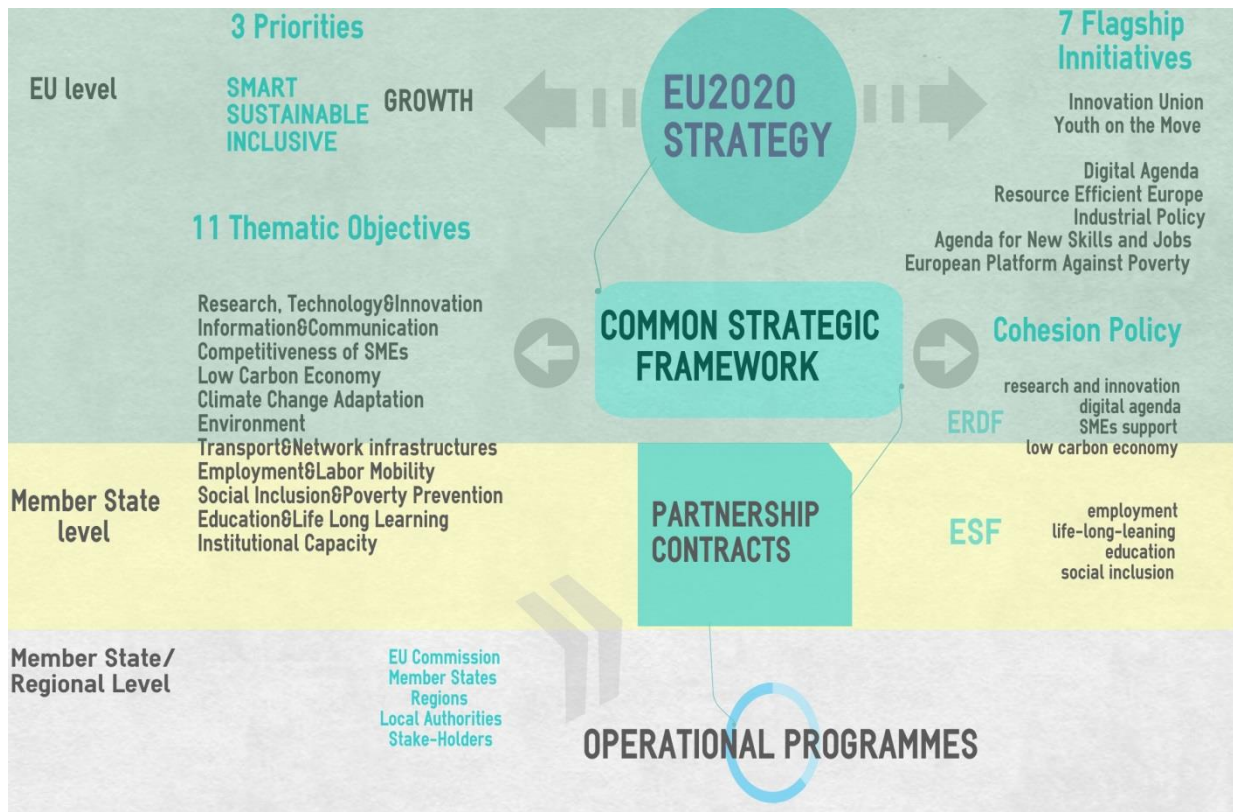 3 Priorities
7 Flagship
Innitiatives
EU level
SMART
SUSTAINABLE
INCLUSIVE
GROWTH
EU2020
STRATEGY
Innovation Union
Youth on the Move
Digital Agenda
Resource Efficient Europe
Industrial Policy
Agenda for New Skills and Jobs
European Platform Against Poverty
11 Thematic Objectives
Research, Technology&Innovation
Information&Communication
Competitiveness of SMEs
Low Carbon Economy
Climate Change Adaptation
Environment
Transport&Network infrastructures
Employment&Labor Mobility
Social Inclusion&Poverty Prevention
Education&Life Long Learning
Institutional Capacity
COMMON STRATEGIC
FRAMEWORK
Cohesion Policy
ERDF
research and innovation
digital agenda
SMEs support
low carbon economy
Member State
level
PARTNERSHIP
CONTRACTS
ESF
employment
life-long-leaning
education
social inclusion
Member State/
Regional Level
EU Commission
Member States
Regions
Local Authorities
Stake-Holders
OPERATIONAL PROGRAMMES